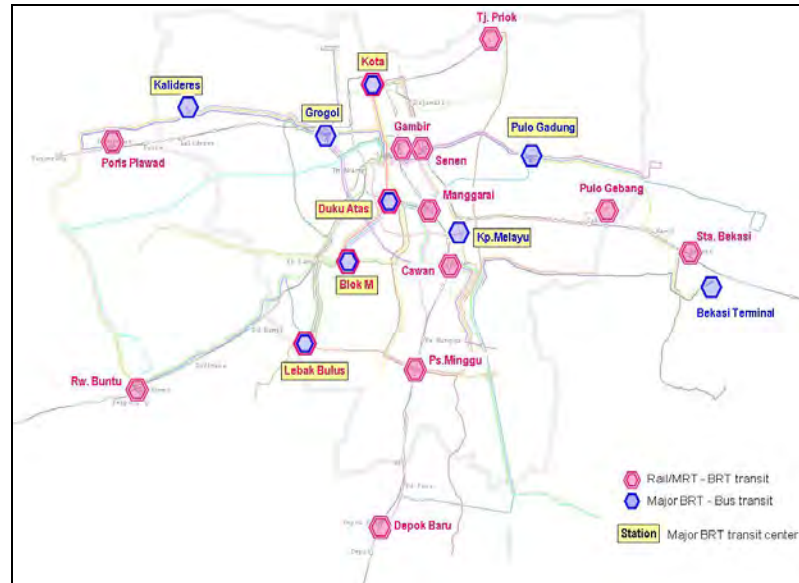 Tj. Priok
Kota
Kalideres
Grogol
Gambir
Pulo Gadung
Senen
Poris Plawad
Duku Atas
Manggarai
Pulo Gebang
Kp.Melayu
Sta. Bekasi
Cawan
Blok M
Bekasi Terminal
Lebak Bulus
Ps.Minggu
Rw. Buntu
Rail/MRT - BRT transit
Major BRT - Bus transit
Station Major BRT transit center
Depok Baru